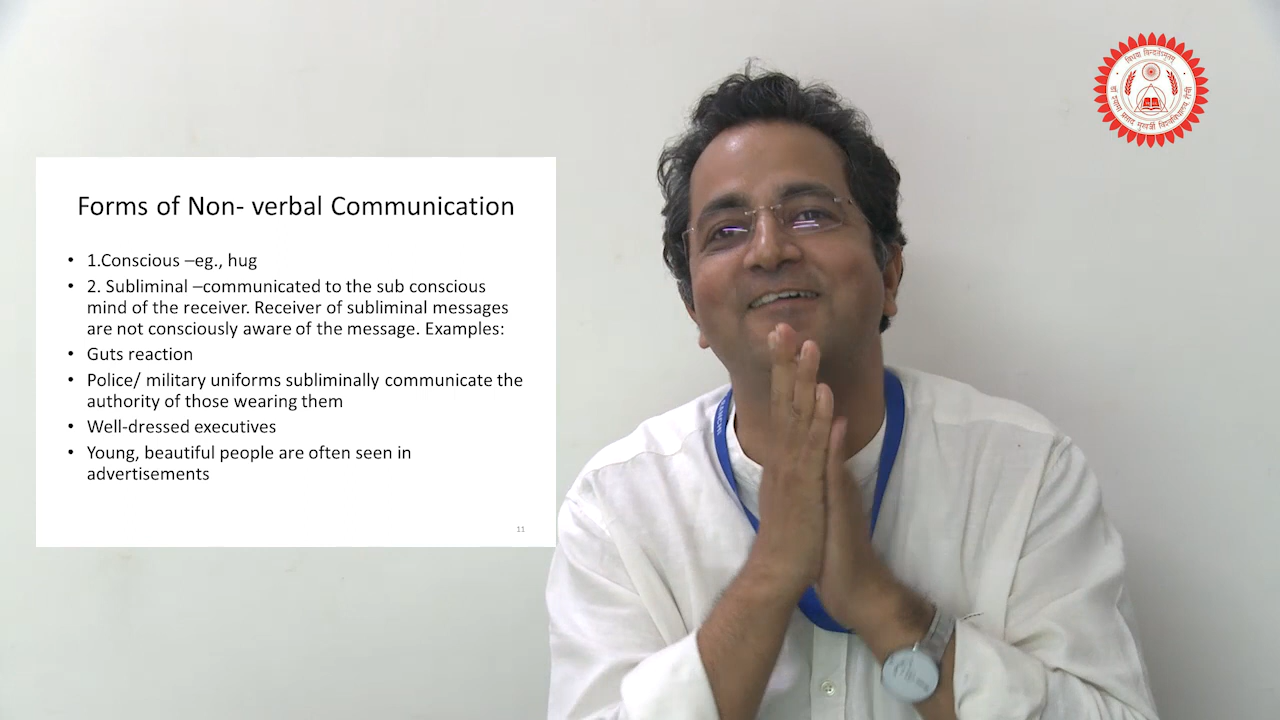 Forms of Non- verbal Communication
• 1.Conscious –eg., hug
• 2. Subliminal –communicated to the sub conscious
mind of the receiver. Receiver of subliminal messages
are not consciously aware of the message. Examples:
• Guts reaction
• Police/ military uniforms subliminally communicate the
authority of those wearing them
• Well-dressed executives
• Young, beautiful people are often seen in
advertisements
11